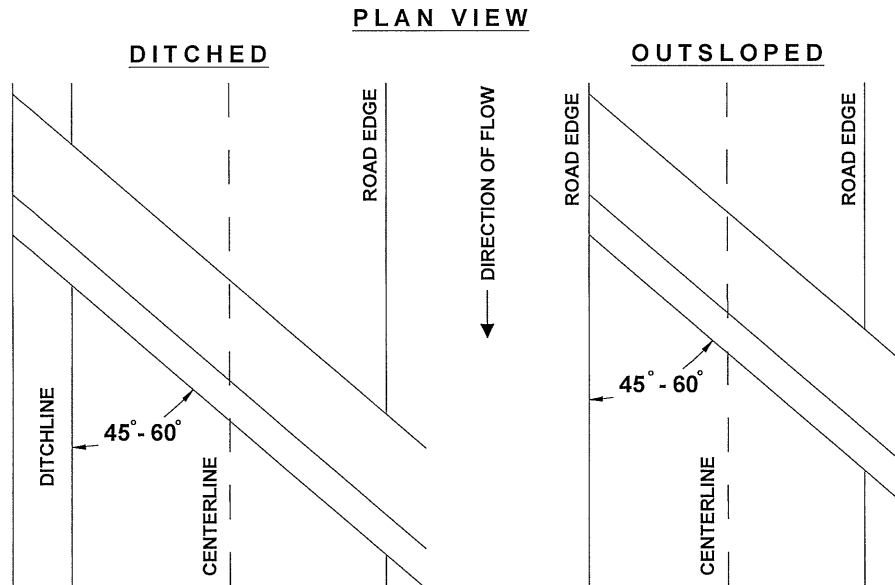 PLAN VIEW
DITCHED
OUTSLOPED
ROAD EDGE
DIRECTION OF FLOW
ROAD EDGE
ROAD EDGE
DITCHLINE
45° - 60°
CENTERLINE
45° - 60°
CENTERLINE